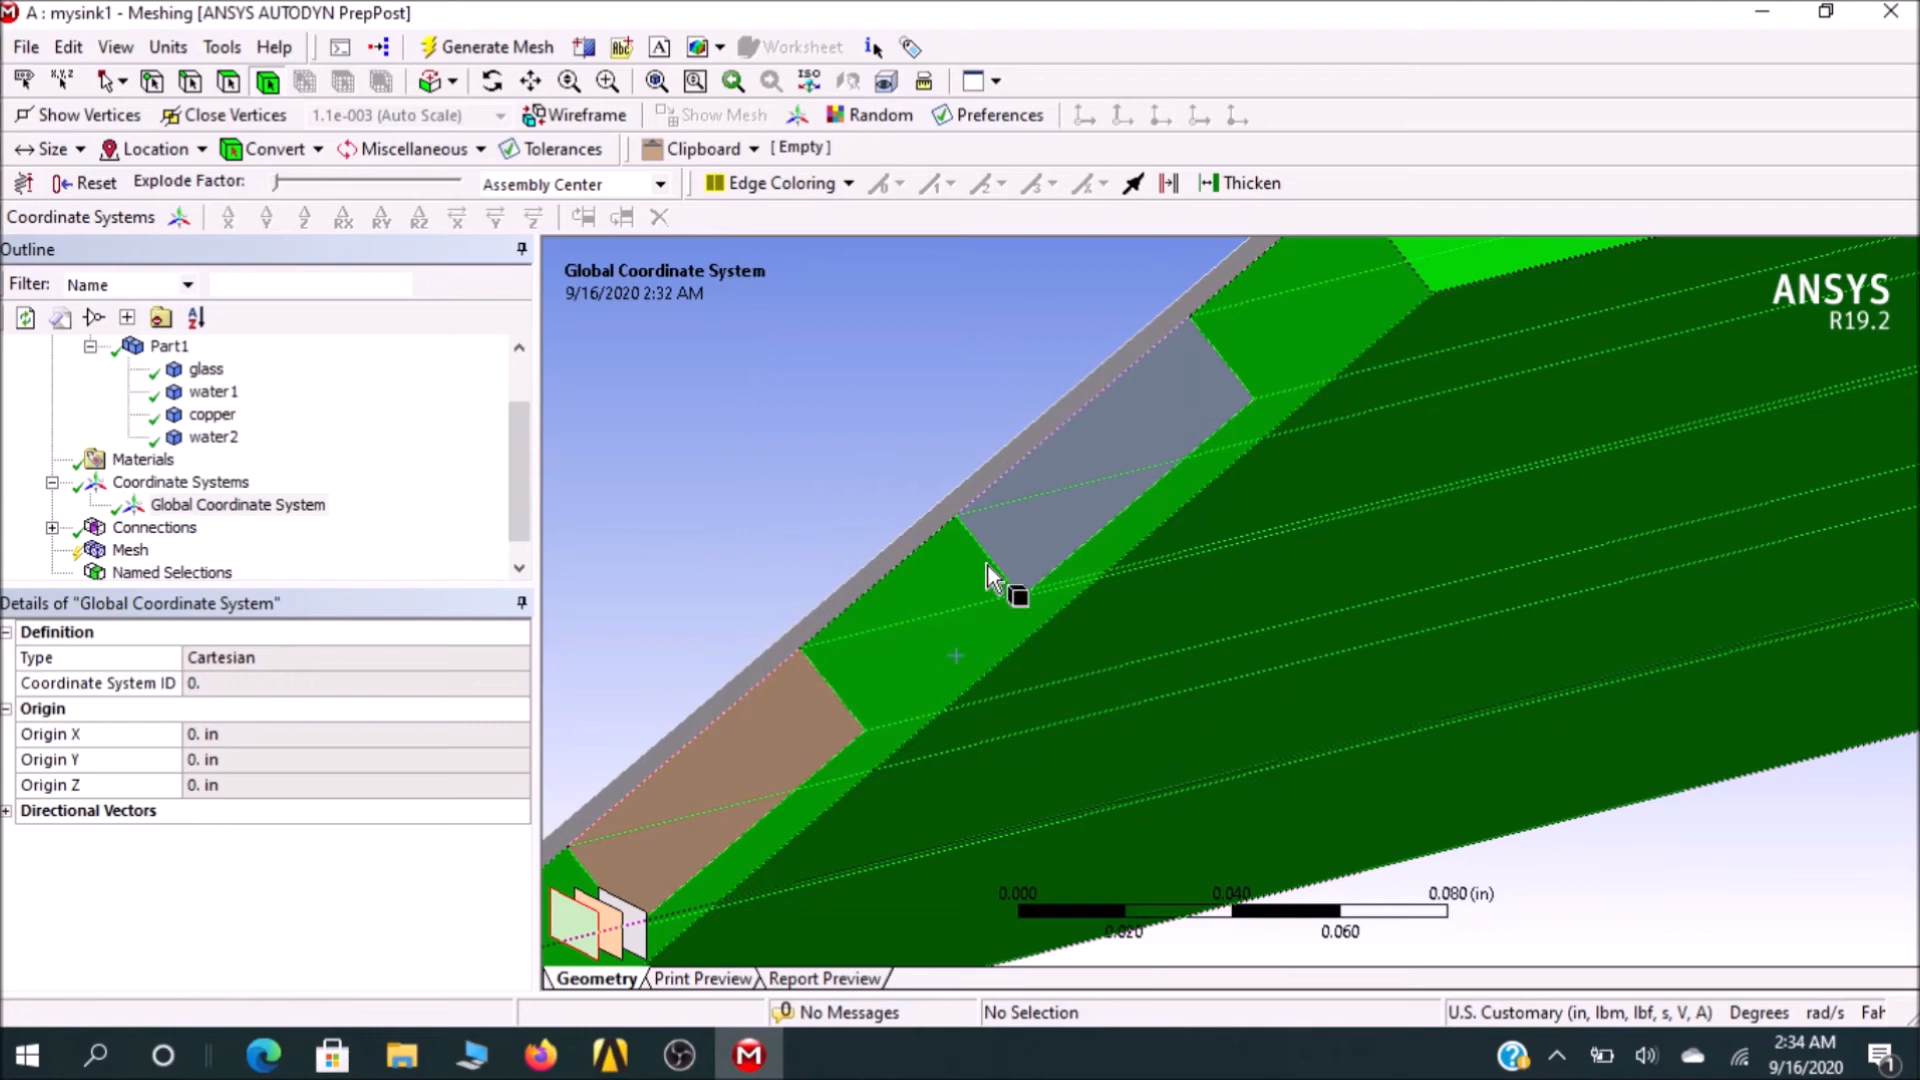 A : mysink1 - Meshing [ANSYS AUTODYN PrepPost]
File Edit View Units Tools Help Generate Mesh Worksheet
Show Vertices Close Vertices 1.1e-003 (Auto Scale) Wireframe Show Mesh Random Preferences
Size Location Convert Miscellaneous Tolerances Clipboard [ Empty ]
Reset Explode Factor: Assembly Center Edge Coloring Thicken
Coordinate Systems X Y Z RX RY RZ X Y Z
Outline
Filter: Name
Part1
glass
water1
copper
water2
Materials
Coordinate Systems
Global Coordinate System
Connections
Mesh
Named Selections
Details of "Global Coordinate System"
Definition
Type Cartesian
Coordinate System ID 0.
Origin
Origin X 0. in
Origin Y 0. in
Origin Z 0. in
Directional Vectors
Global Coordinate System
9/16/2020 2:32 AM
ANSYS
R19.2
0.000 0.040 0.080 (in)
0.020 0.060
Geometry Print Preview Report Preview
0 No Messages No Selection U.S. Customary (in, lbm, lbf, s, V, A) Degrees rad/s Fah
2:34 AM
9/16/2020
1